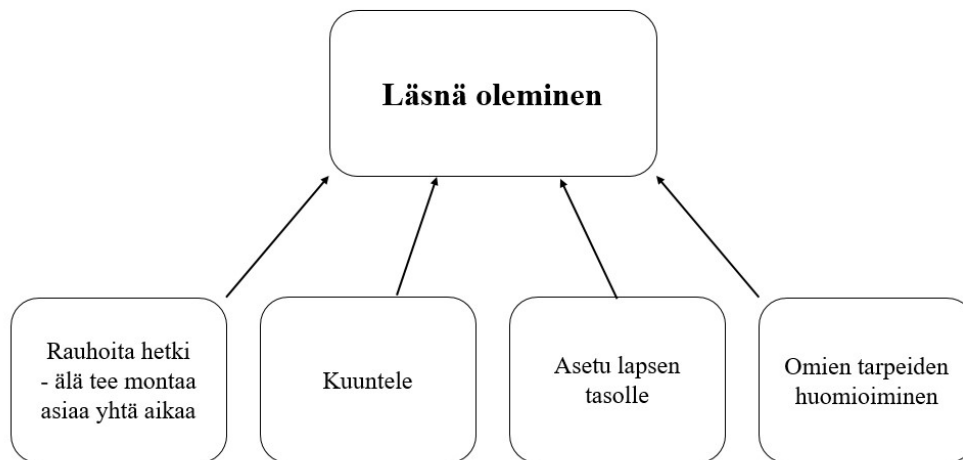 Läsnä oleminen
Rauhoita hetki
- älä tee montaa
asiaa yhtä aikaa
Kuuntele
Asetu lapsen
tasolle
Omien tarpeiden
huomioiminen